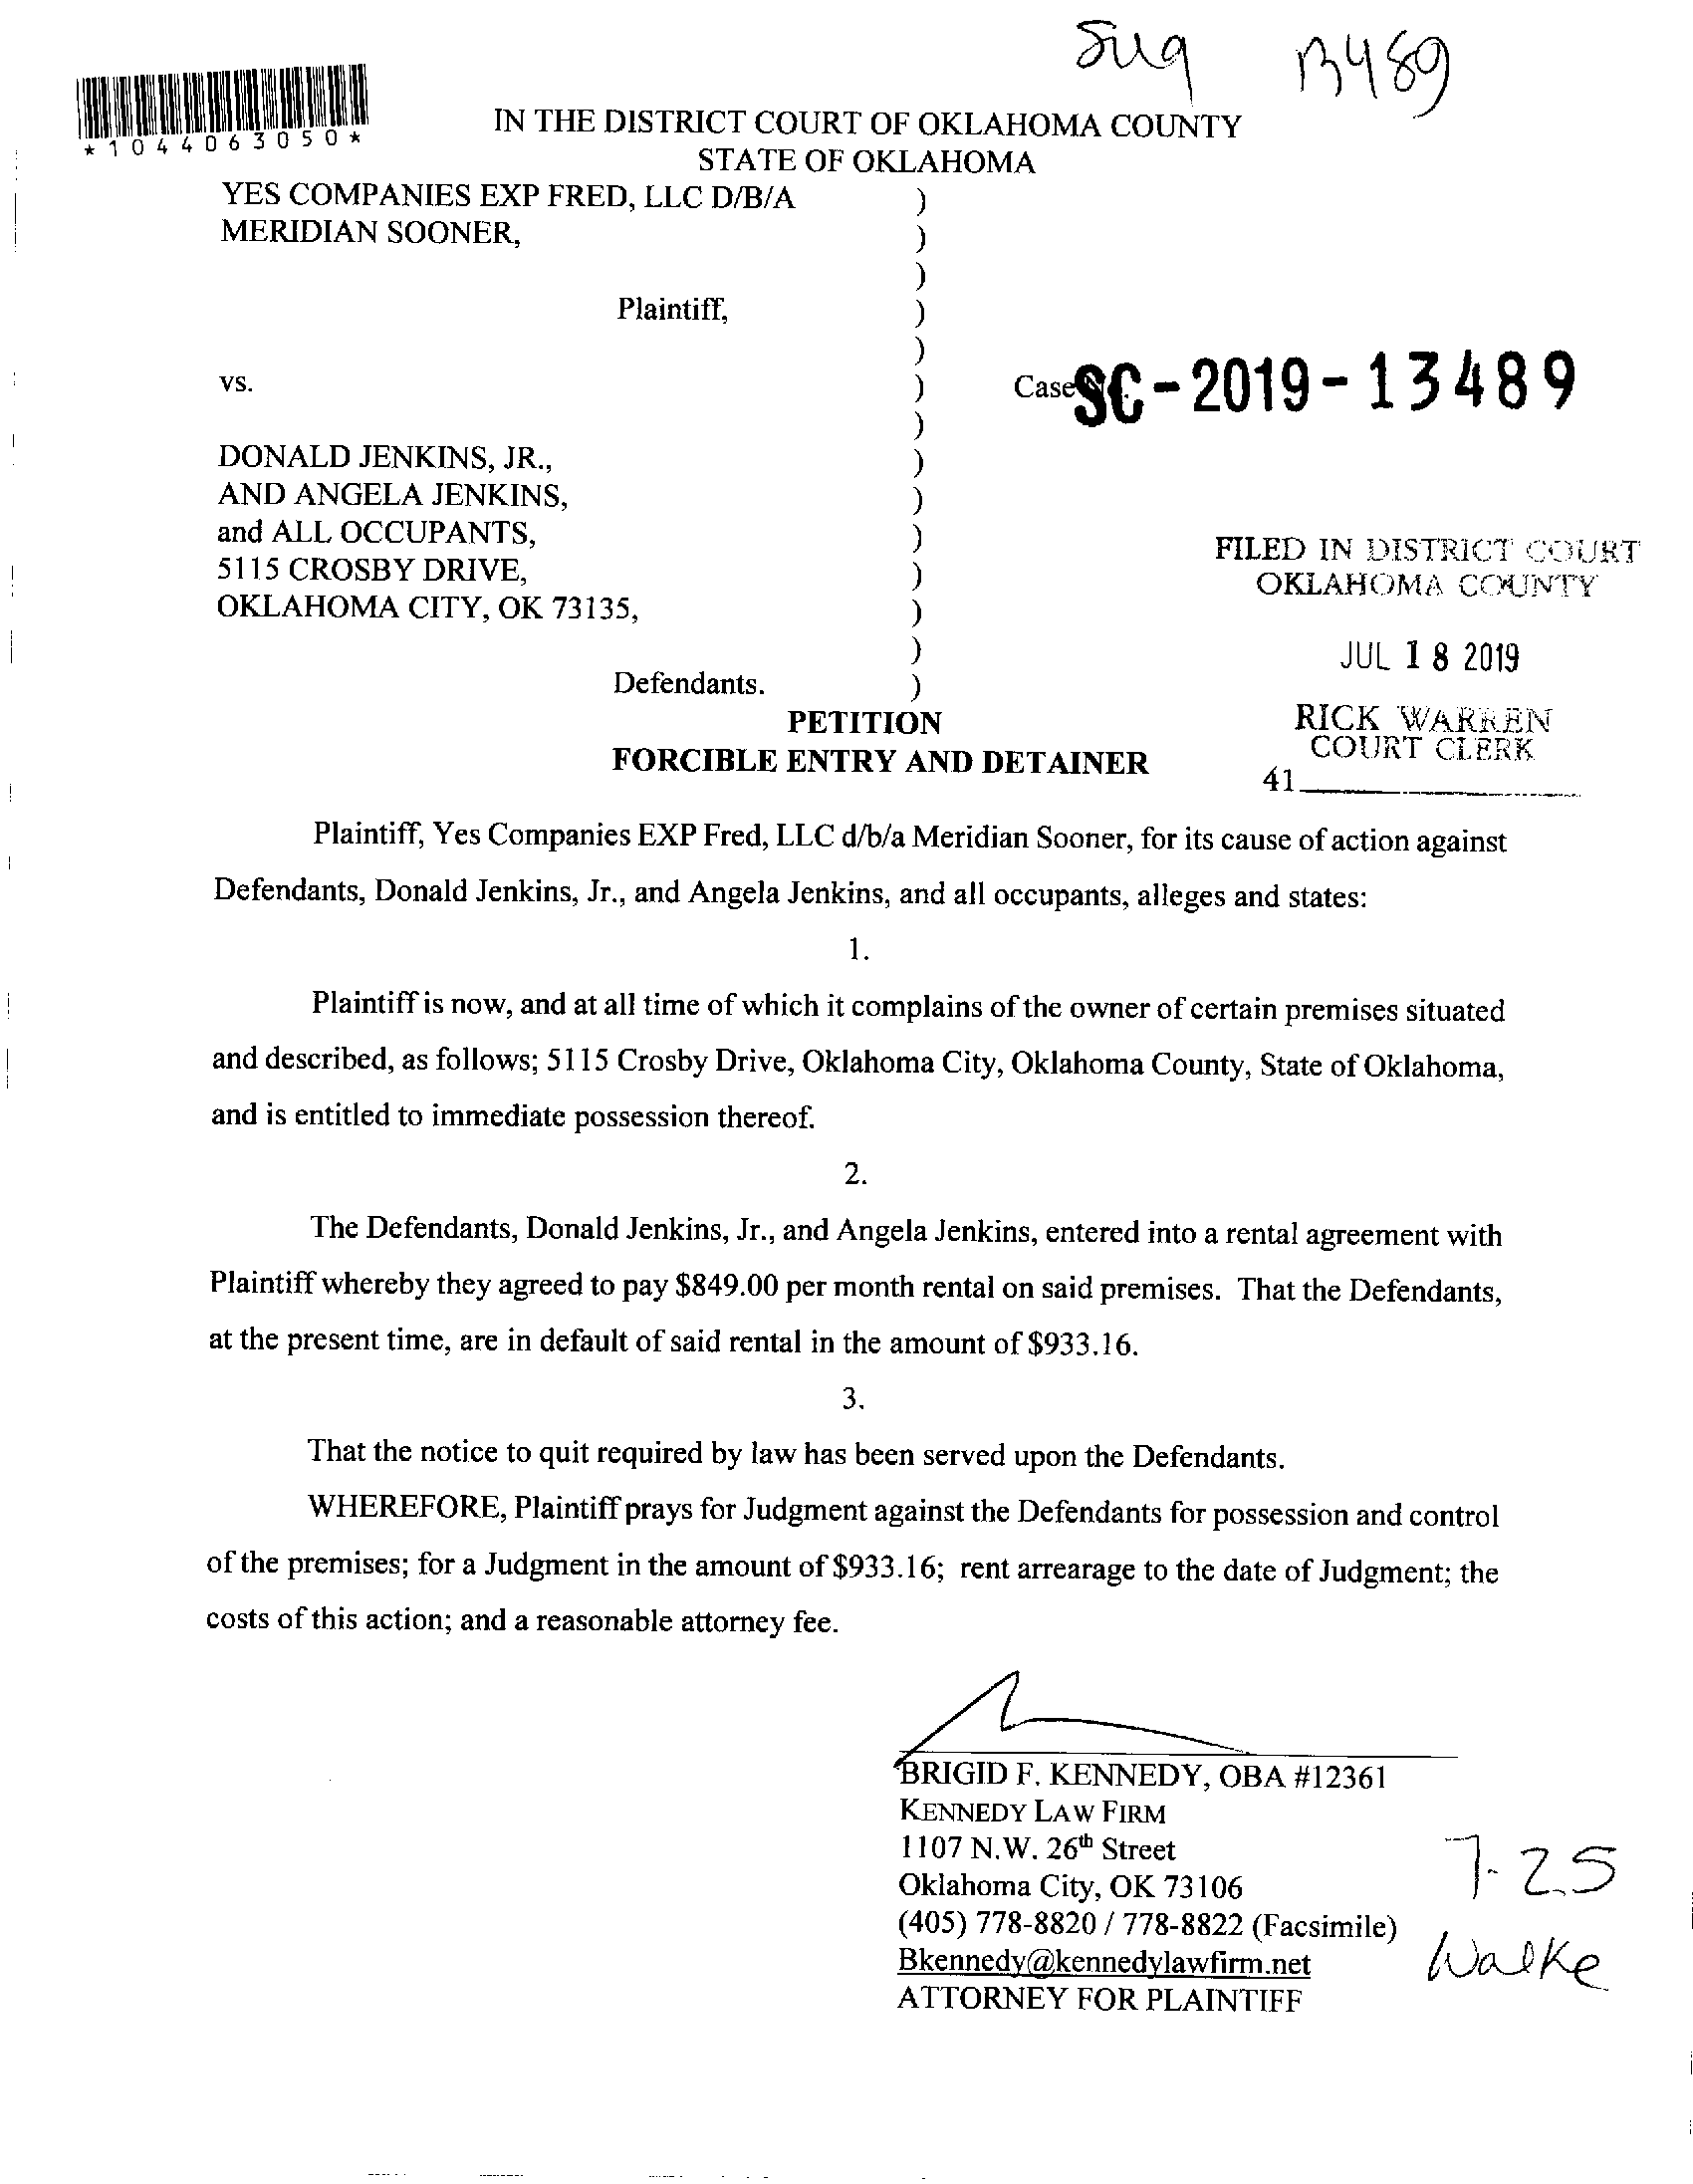 Sug 13489
*1044063050*
IN THE DISTRICT COURT OF OKLAHOMA COUNTY
STATE OF OKLAHOMA
YES COMPANIES EXP FRED, LLC D/B/A )
MERIDIAN SOONER, )
)
Plaintiff, )
)
vs. ) Case SC-2019-13489
)
DONALD JENKINS, JR., )
AND ANGELA JENKINS, )
and ALL OCCUPANTS, )
5115 CROSBY DRIVE, )
OKLAHOMA CITY, OK 73135, )
)
Defendants. )
FILED IN DISTRICT COURT
OKLAHOMA COUNTY
JUL 18 2019
RICK WARREN
COURT CLERK
41
PETITION
FORCIBLE ENTRY AND DETAINER
Plaintiff, Yes Companies EXP Fred, LLC d/b/a Meridian Sooner, for its cause of action against
Defendants, Donald Jenkins, Jr., and Angela Jenkins, and all occupants, alleges and states:
1.
Plaintiff is now, and at all time of which it complains of the owner of certain premises situated
and described, as follows; 5115 Crosby Drive, Oklahoma City, Oklahoma County, State of Oklahoma,
and is entitled to immediate possession thereof.
2.
The Defendants, Donald Jenkins, Jr., and Angela Jenkins, entered into a rental agreement with
Plaintiff whereby they agreed to pay $849.00 per month rental on said premises. That the Defendants,
at the present time, are in default of said rental in the amount of $933.16.
3.
That the notice to quit required by law has been served upon the Defendants.
WHEREFORE, Plaintiff prays for Judgment against the Defendants for possession and control
of the premises; for a Judgment in the amount of $933.16; rent arrearage to the date of Judgment; the
costs of this action; and a reasonable attorney fee.
BRIGID F. KENNEDY, OBA #12361
KENNEDY LAW FIRM
1107 N.W. 26th Street
Oklahoma City, OK 73106
(405) 778-8820 / 778-8822 (Facsimile)
Bkennedy@kennedylawfirm.net
ATTORNEY FOR PLAINTIFF
7-25
Walke